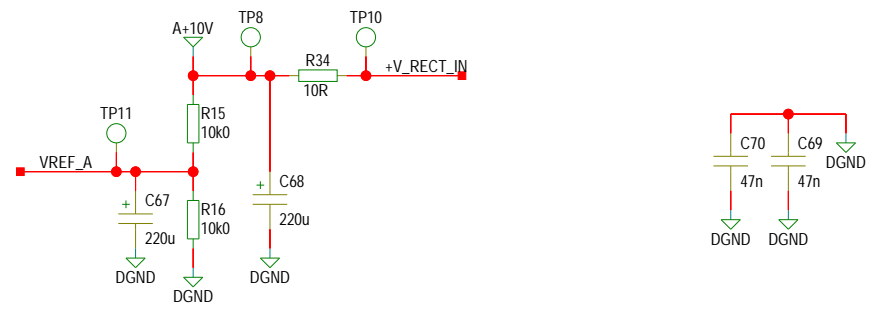 TP8
TP10
A+10V
R34
+V_RECT_IN
10R
TP11
R15
10k0
C70
C69
DGND
VREF_A
47n
47n
C68
+
C67
+
R16
10k0
220u
220u
DGND
DGND
DGND
DGND
DGND